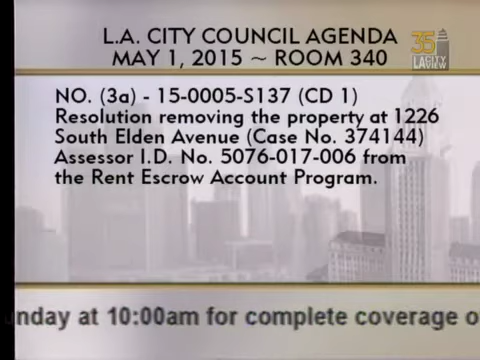 L.A. CITY COUNCIL AGENDA
MAY 1, 2015 ~ ROOM 340
35
LA CITY
VIEW
NO. (3a) - 15-0005-S137 (CD 1)
Resolution removing the property at 1226
South Elden Avenue (Case No. 374144)
Assessor I.D. No. 5076-017-006 from
the Rent Escrow Account Program.
at 10:00am for complete coverage